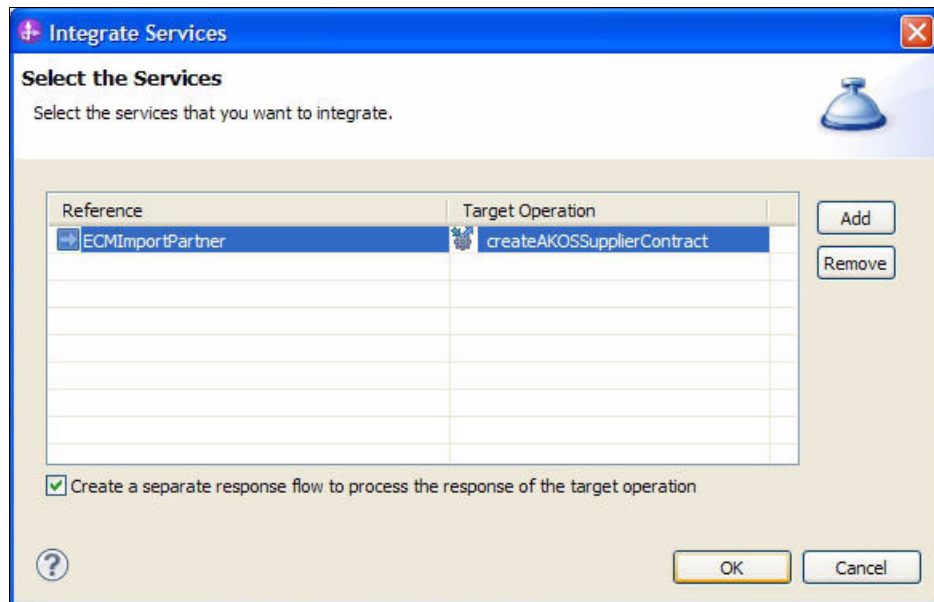 Integrate Services
Select the Services
Select the services that you want to integrate.
Reference Target Operation
Add
ECMImportPartner createAKOSSupplierContract
Remove
Create a separate response flow to process the response of the target operation
?
OK Cancel